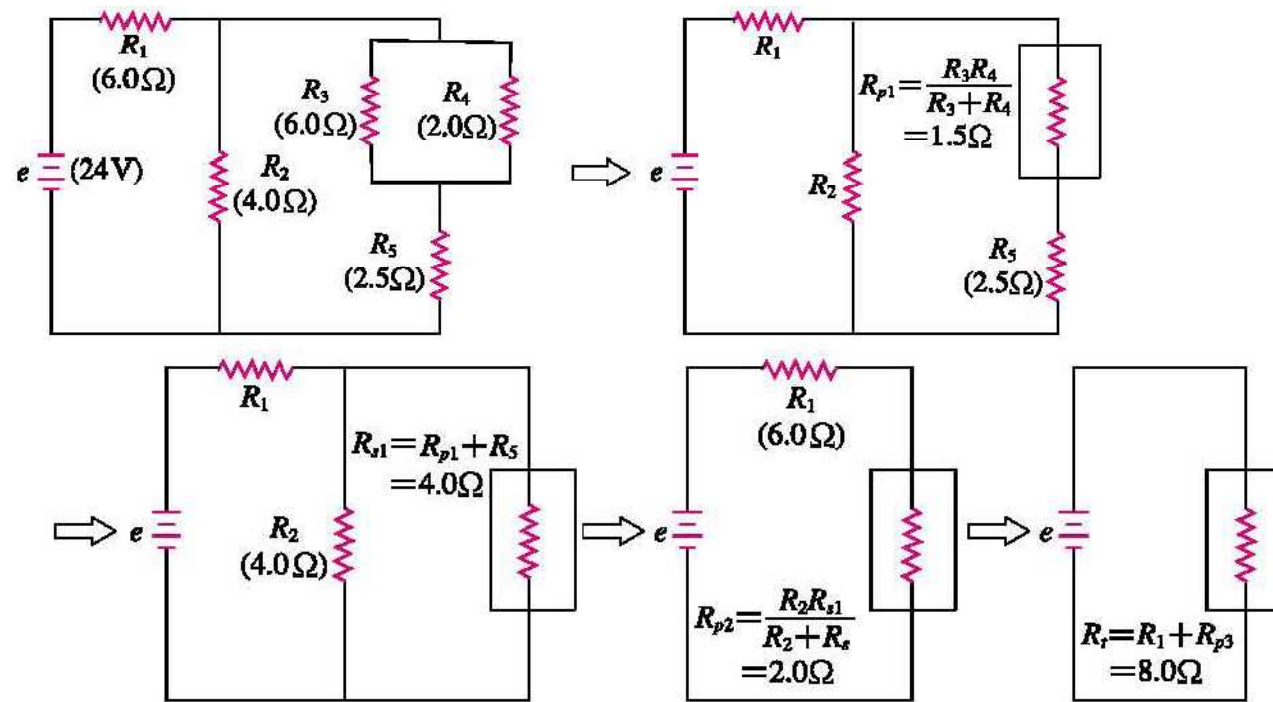 R1
(6.0Ω)
R3
(6.0Ω)
R4
(2.0Ω)
e (24V)
R2
(4.0Ω)
R5
(2.5Ω)
R1
Rp1=R3R4/R3+R4
=1.5Ω
e
R2
R5
(2.5Ω)
R1
Rs1=Rp1+R5
=4.0Ω
e
R2
(4.0Ω)
R1
(6.0Ω)
e
Rp2=R2Rs1/R2+Rs
=2.0Ω
e
Rt=R1+Rp3
=8.0Ω